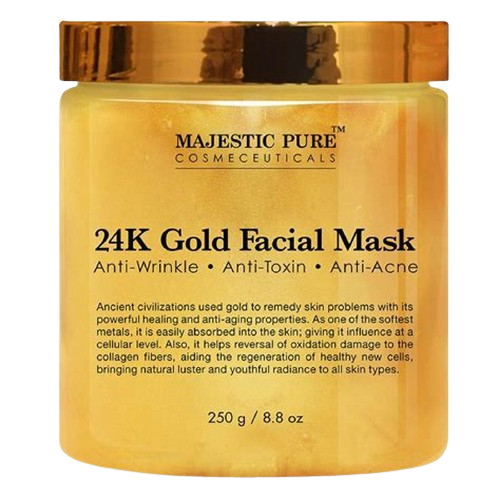 MAJESTIC PURE™
COSMECEUTICALS
24K Gold Facial Mask
Anti-Wrinkle • Anti-Toxin • Anti-Acne
Ancient civilizations used gold to remedy skin problems with its
powerful healing and anti-aging properties. As one of the softest
metals, it is easily absorbed into the skin; giving it influence at a
cellular level. Also, it helps reversal of oxidation damage to the
collagen fibers, aiding the regeneration of healthy new cells,
bringing natural luster and youthful radiance to all skin types.
250 g / 8.8 oz